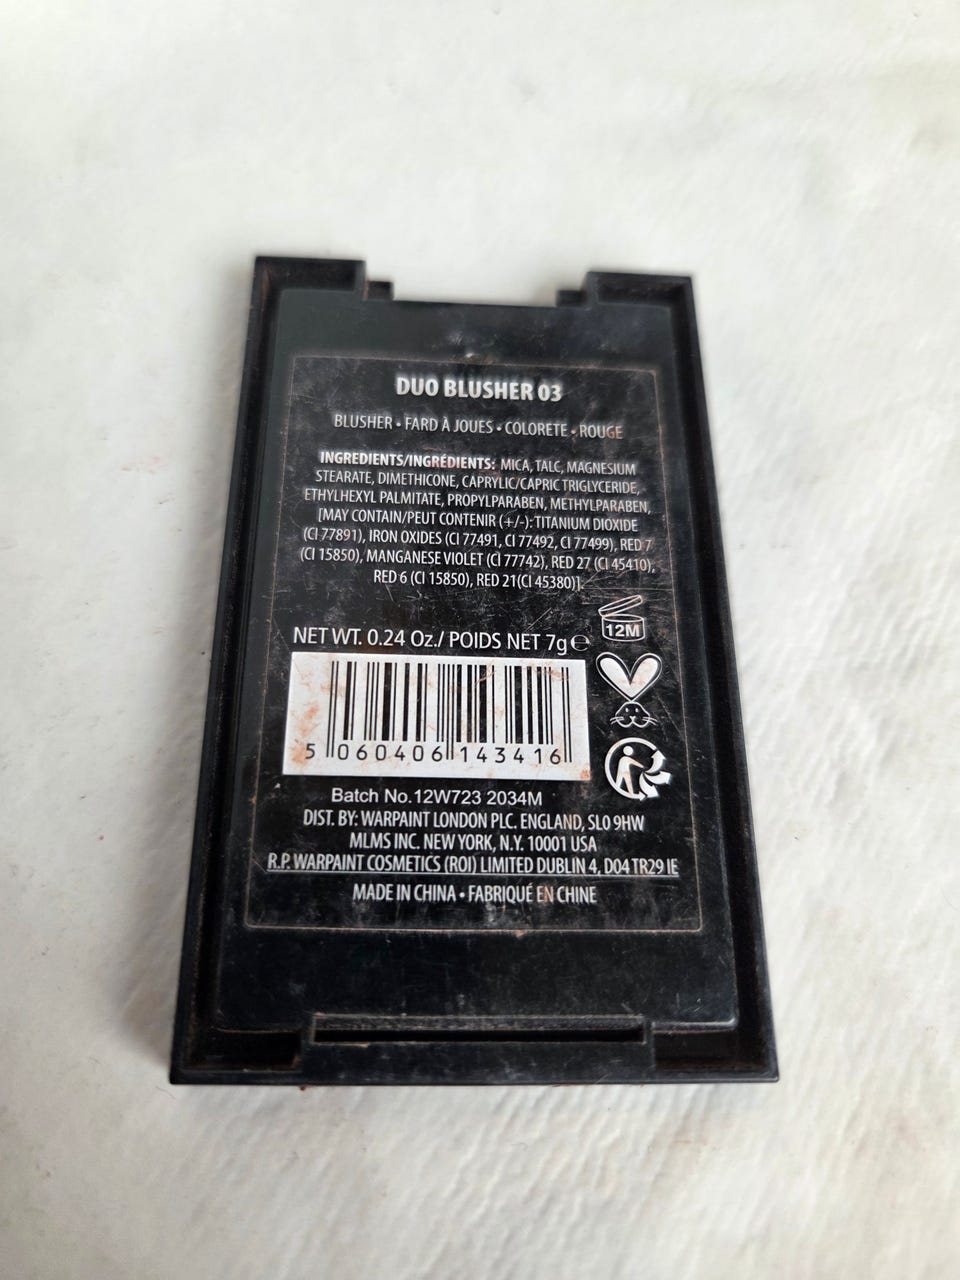 DUO BLUSHER 03
BLUSHER • FARD À JOUES • COLORETE • ROUGE
INGREDIENTS/INGRÉDIENTS: MICA, TALC, MAGNESIUM
STEARATE, DIMETHICONE, CAPRYLIC/CAPRIC TRIGLYCERIDE,
ETHYLHEXYL PALMITATE, PROPYLPARABEN, METHYLPARABEN,
[MAY CONTAIN/PEUT CONTENIR (+/-): TITANIUM DIOXIDE
(CI 77891), IRON OXIDES (CI 77491, CI 77492, CI 77499), RED 7
(CI 15850), MANGANESE VIOLET (CI 77742), RED 27 (CI 45410),
RED 6 (CI 15850), RED 21(CI 45380)].
12M
NET WT. 0.24 Oz./ POIDS NET 7g ℮
5 060406 143416
Batch No.12W723 2034M
DIST. BY: WARPAINT LONDON PLC. ENGLAND, SL0 9HW
MLMS INC. NEW YORK, N.Y. 10001 USA
R.P. WARPAINT COSMETICS (ROI) LIMITED DUBLIN 4, D04 TR29 IE
MADE IN CHINA • FABRIQUÉ EN CHINE